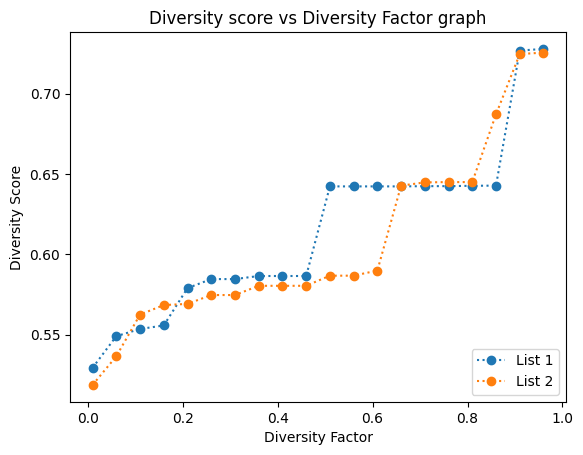 Diversity score vs Diversity Factor graph
Diversity Score
0.70
0.65
0.60
0.55
0.0
0.2
0.4
0.6
0.8
1.0
Diversity Factor
List 1
List 2